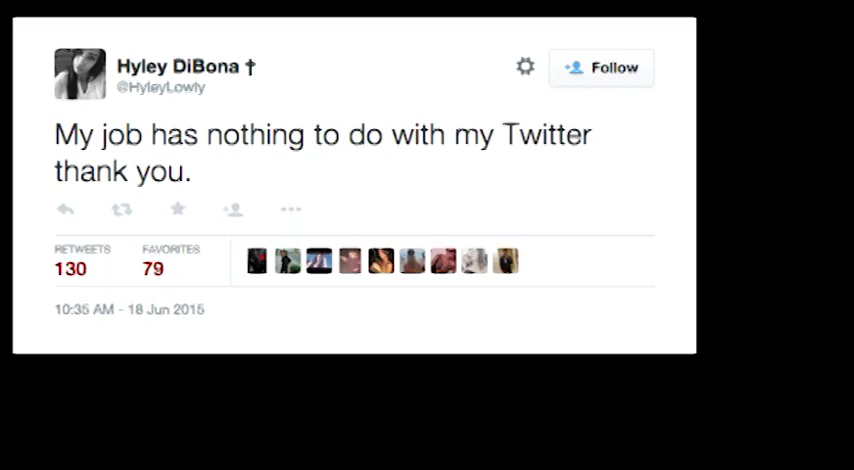 Hyley DiBona †
@HyleyLowly
Follow
My job has nothing to do with my Twitter
thank you.
RETWEETS FAVORITES
130 79
10:35 AM - 18 Jun 2015